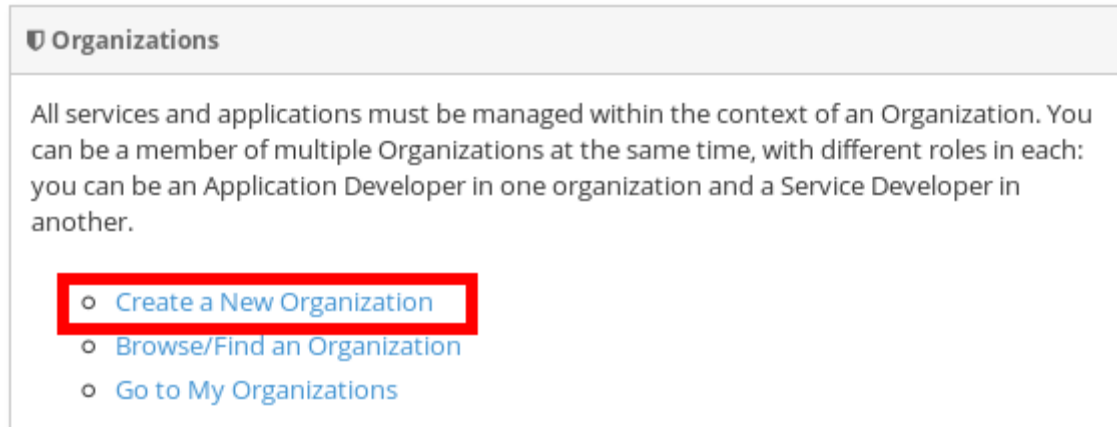 Organizations
All services and applications must be managed within the context of an Organization. You
can be a member of multiple Organizations at the same time, with different roles in each:
you can be an Application Developer in one organization and a Service Developer in
another.
Create a New Organization
Browse/Find an Organization
Go to My Organizations